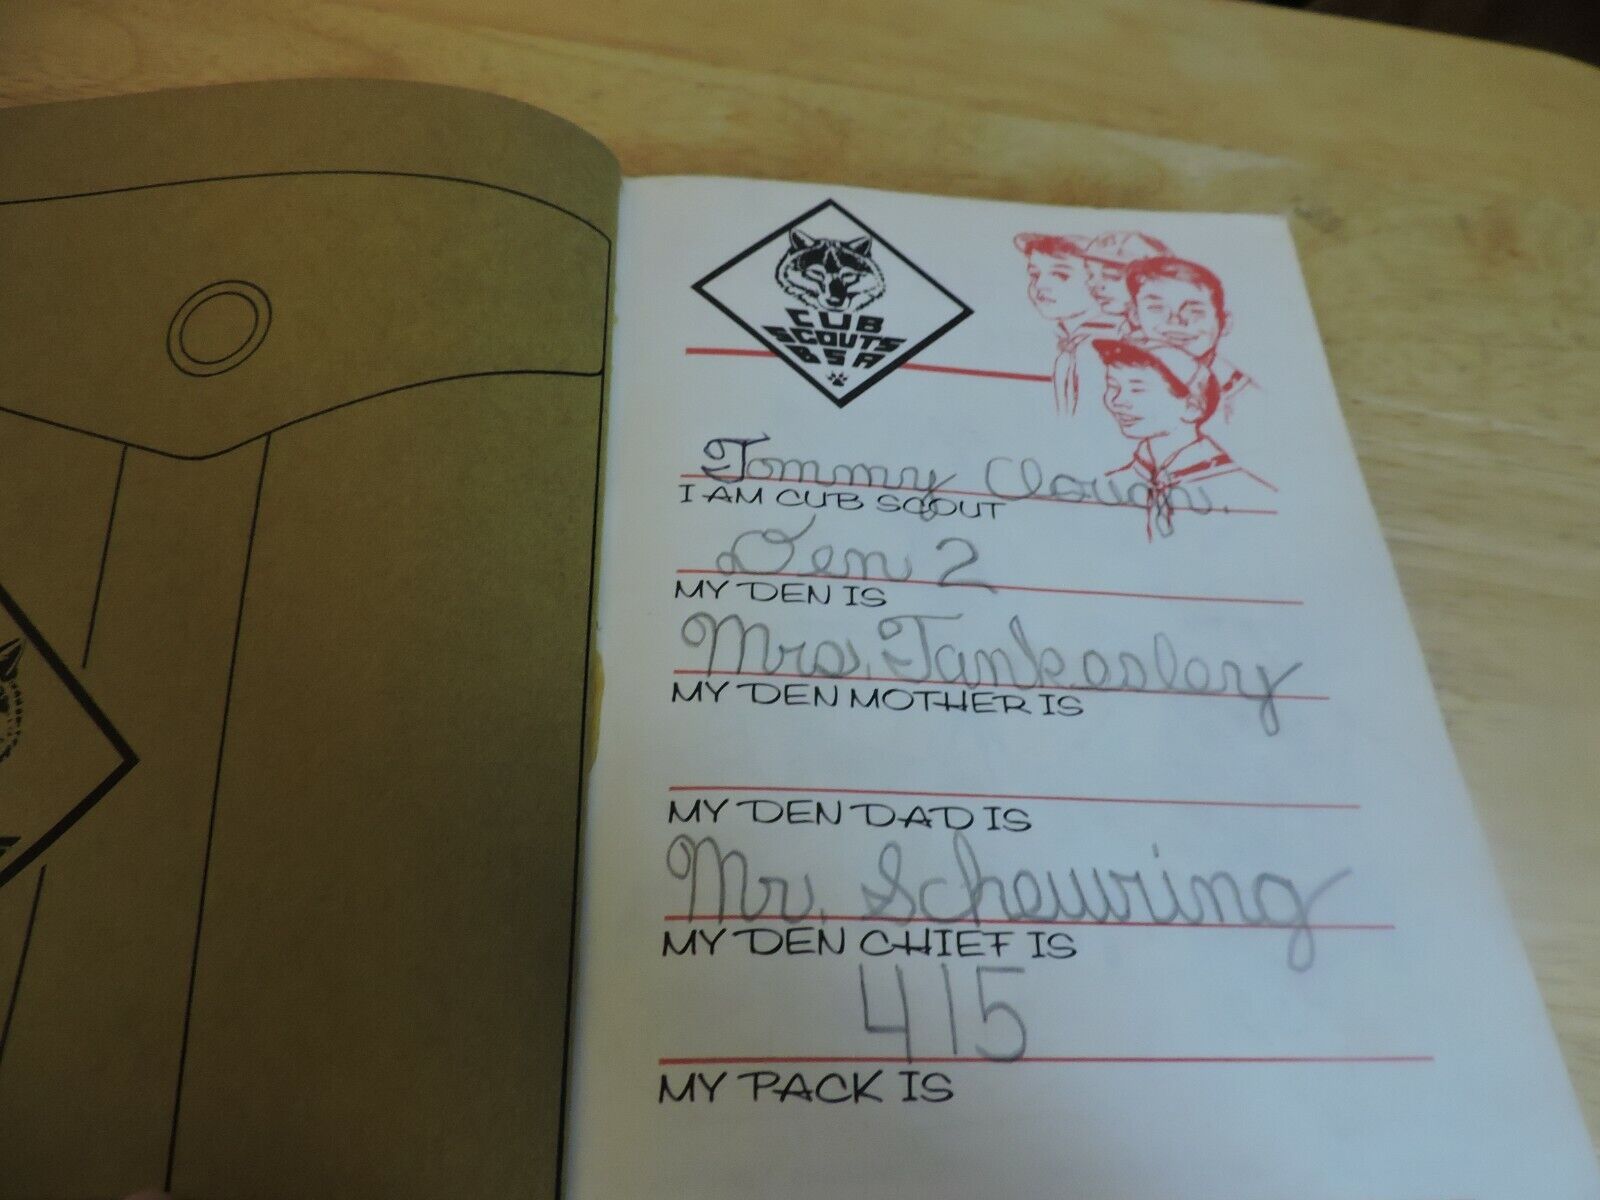 CUB
SCOUTS
BSA
Tommy Clough.
I AM CUB SCOUT
Den 2
MY DEN IS
Mrs. Tankesley
MY DEN MOTHER IS
MY DEN DAD IS
Mr. Scheuring
MY DEN CHIEF IS
415
MY PACK IS